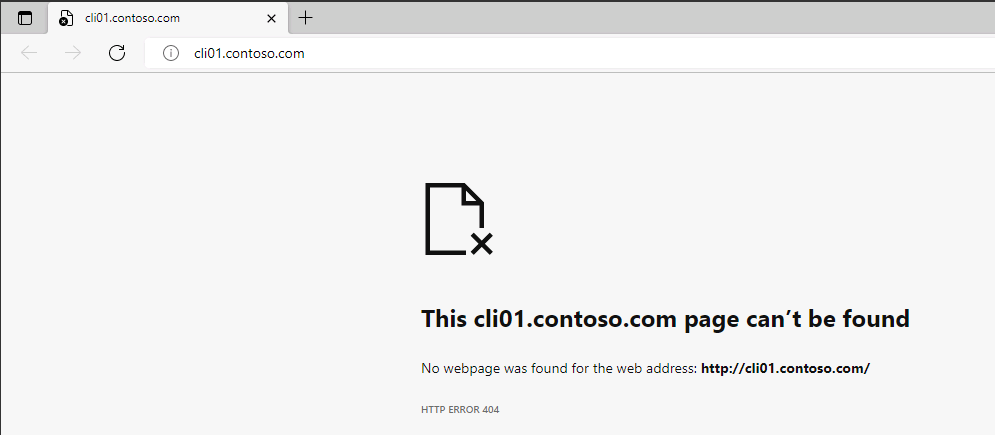 cli01.contoso.com
cli01.contoso.com
This cli01.contoso.com page can’t be found
No webpage was found for the web address: http://cli01.contoso.com/
HTTP ERROR 404